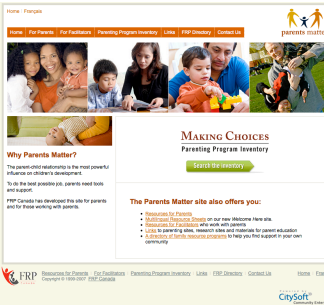 Home | Français
parents matter
Home | For Parents | For Facilitators | Parenting Program Inventory | Links | FRP Directory | Contact Us
MAKING CHOICES
Parenting Program Inventory
Search the Inventory
Why Parents Matter?
The parent-child relationship is the most powerful
influence on children's development.
To do the best possible job, parents need tools
and support.
FRP Canada has developed this site for parents
and for those working with parents.
The Parents Matter site also offers you:
• Resources for Parents
• Multilingual Resource Sheets on our new Welcome Here site.
• Resources for Facilitators who work with parents
• Links to parenting sites, research sites and materials for parent education
• A directory of family resource programs to help you find support in your own
community
FRP
Resources for Parents For Facilitators Parenting Program Inventory Links FRP Directory Contact Us
Copyright © 1999-2007 FRP Canada
Powered by
CitySoft